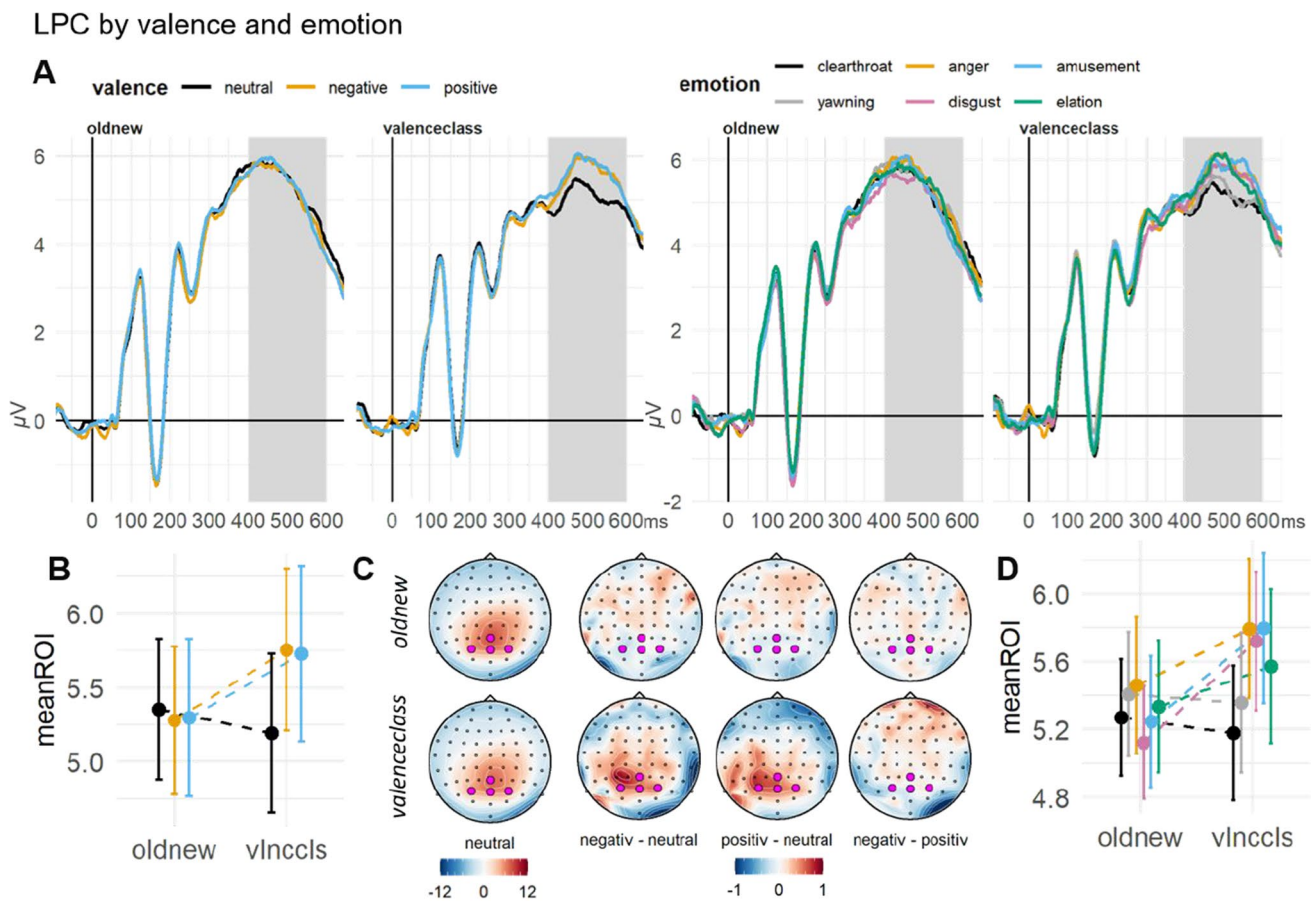 LPC by valence and emotion
A
valence neutral negative positive
emotion clearthroat anger amusement
yawning disgust elation
oldnew valenceclass oldnew valenceclass
6 6
4 4
2 2
0 0
-2
µV µV
0 100 200 300 400 500 600 0 100 200 300 400 500 600ms 0 100 200 300 400 500 600 0 100 200 300 400 500 600ms
B C D
meanROI
6.0
5.5
5.0
oldnew vlnccls
oldnew
valenceclass
neutral negativ - neutral positiv - neutral negativ - positiv
-12 0 12 -1 0 1
meanROI
6.0
5.6
5.2
4.8
oldnew vlnccls